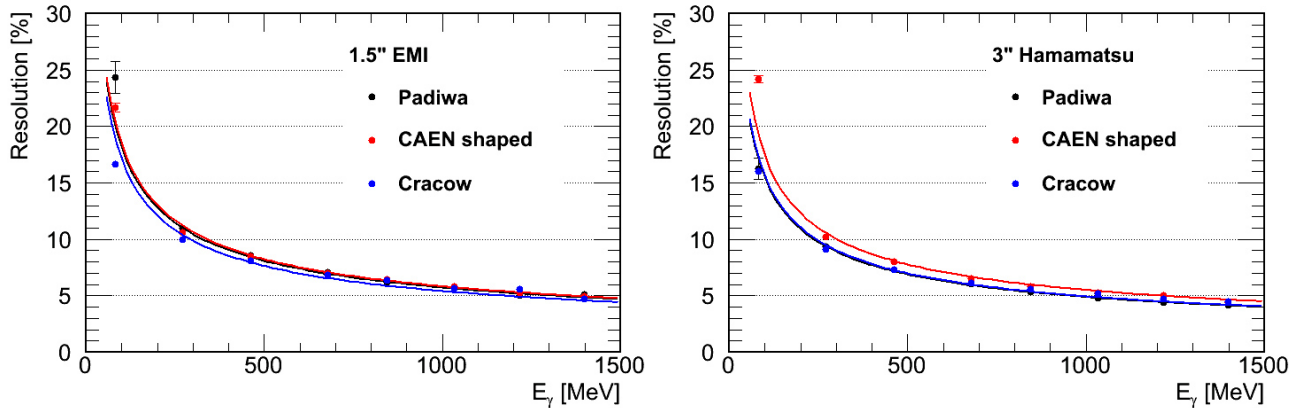 Resolution [%]
30
25
20
15
10
5
0
1.5" EMI
Padiwa
CAEN shaped
Cracow
0
500
1000
1500
E_γ [MeV]
Resolution [%]
30
25
20
15
10
5
0
3" Hamamatsu
Padiwa
CAEN shaped
Cracow
0
500
1000
1500
E_γ [MeV]